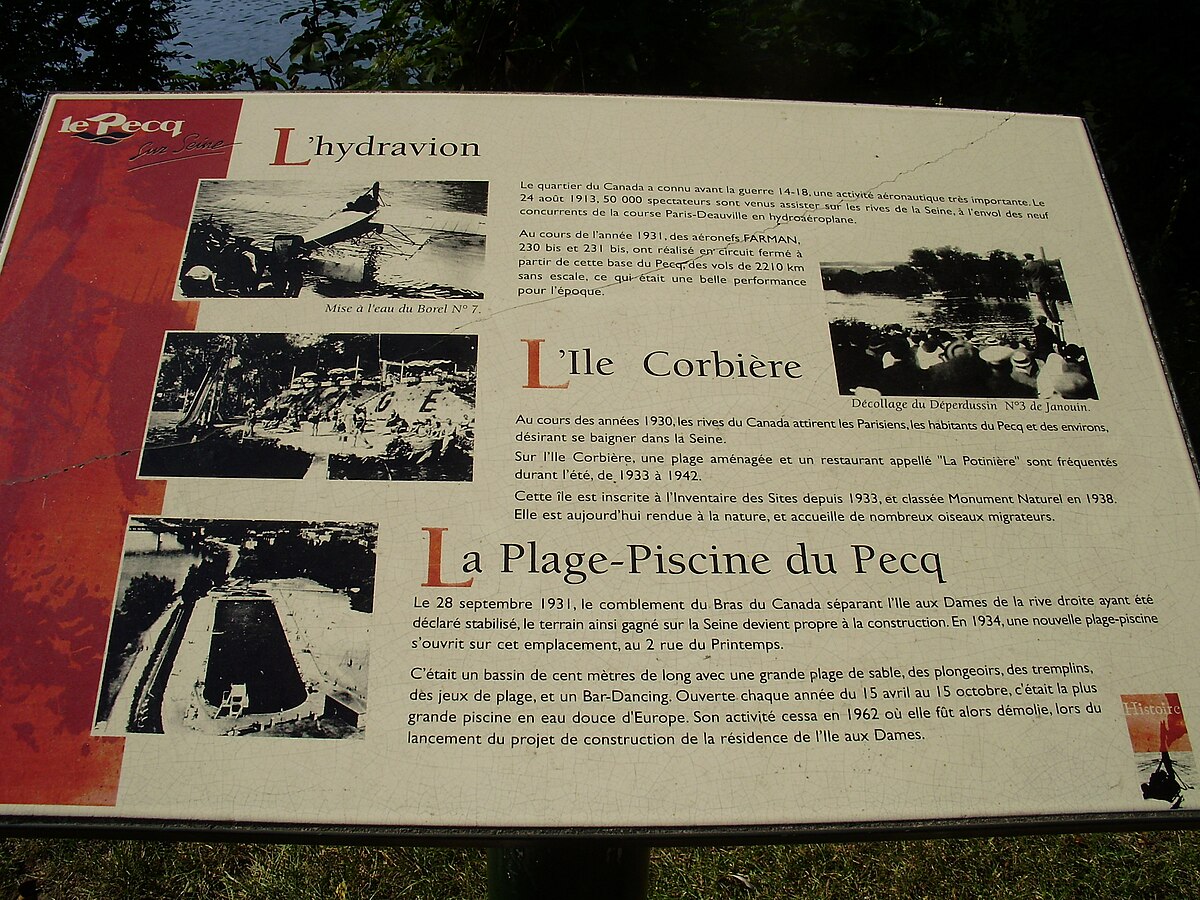 le Pecq
Sur Seine
L'hydravion
Le quartier du Canada a connu avant la guerre 14-18, une activité aéronautique très importante. Le
24 août 1913, 50 000 spectateurs sont venus assister sur les rives de la Seine, à l'envol des neuf
concurrents de la course Paris-Deauville en hydroaéroplane.
Au cours de l'année 1931, des aéronefs FARMAN,
230 bis et 231 bis, ont réalisé en circuit fermé à
partir de cette base du Pecq, des vols de 2210 km
sans escale, ce qui était une belle performance
pour l'époque.
Mise à l'eau du Borel N° 7.
Décollage du Déperdussin N°3 de Janouin.
L'Ile Corbière
Au cours des années 1930, les rives du Canada attirent les Parisiens, les habitants du Pecq et des environs,
désirant se baigner dans la Seine.
Sur l'Ile Corbière, une plage aménagée et un restaurant appellé "La Potinière" sont fréquentés
durant l'été, de 1933 à 1942.
Cette île est inscrite à l'Inventaire des Sites depuis 1933, et classée Monument Naturel en 1938.
Elle est aujourd'hui rendue à la nature, et accueille de nombreux oiseaux migrateurs.
La Plage-Piscine du Pecq
Le 28 septembre 1931, le comblement du Bras du Canada séparant l'Ile aux Dames de la rive droite ayant été
déclaré stabilisé, le terrain ainsi gagné sur la Seine devient propre à la construction. En 1934, une nouvelle plage-piscine
s'ouvrit sur cet emplacement, au 2 rue du Printemps.
C'était un bassin de cent mètres de long avec une grande plage de sable, des plongeoirs, des tremplins,
des jeux de plage, et un Bar-Dancing. Ouverte chaque année du 15 avril au 15 octobre, c'était la plus
grande piscine en eau douce d'Europe. Son activité cessa en 1962 où elle fût alors démolie, lors du
lancement du projet de construction de la résidence de l'Ile aux Dames.
Histoire